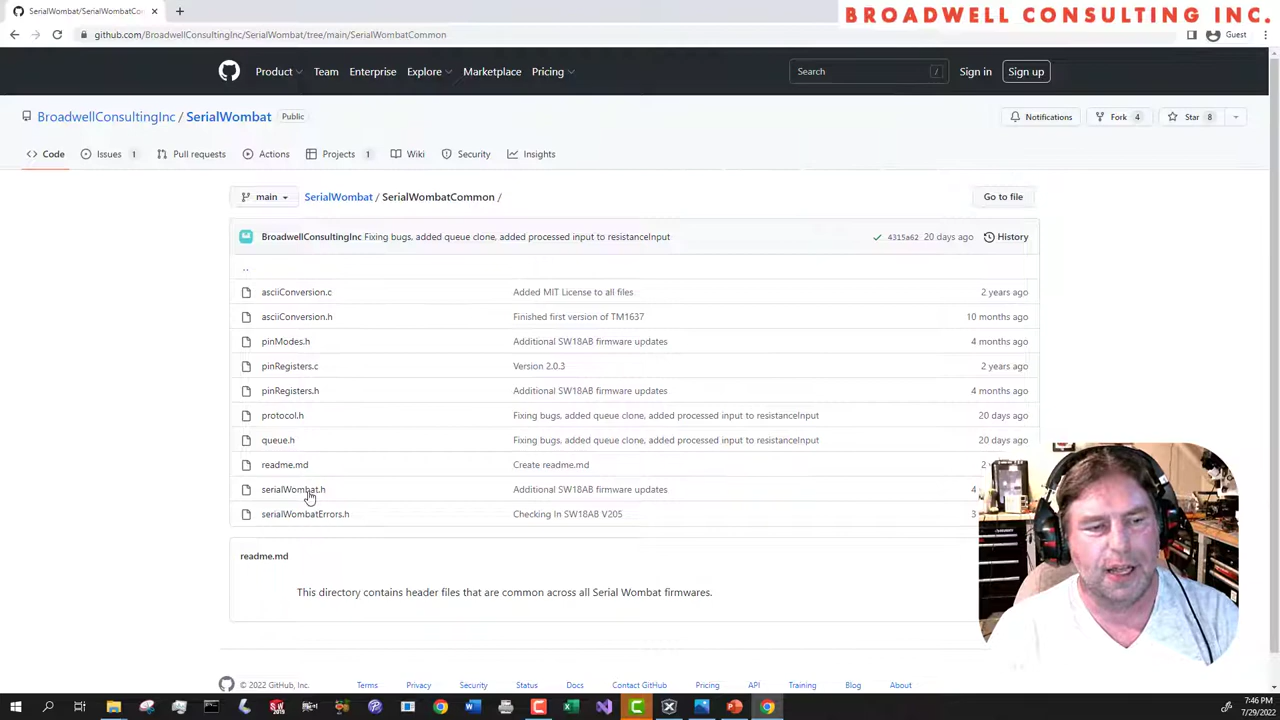 SerialWombat/SerialWombatCo
BROADWELL CONSULTING INC.
github.com/BroadwellConsultingInc/SerialWombat/tree/main/SerialWombatCommon
Guest
Product
Team
Enterprise
Explore
Marketplace
Pricing
Search
/
Sign in
Sign up
BroadwellConsultingInc / SerialWombat
Public
Notifications
Fork 4
Star 8
Code
Issues 1
Pull requests
Actions
Projects 1
Wiki
Security
Insights
main
SerialWombat / SerialWombatCommon /
Go to file
BroadwellConsultingInc Fixing bugs, added queue clone, added processed input to resistanceInput
4315a62 20 days ago
History
..
asciiConversion.c Added MIT License to all files 2 years ago
asciiConversion.h Finished first version of TM1637 10 months ago
pinModes.h Additional SW18AB firmware updates 4 months ago
pinRegisters.c Version 2.0.3 2 years ago
pinRegisters.h Additional SW18AB firmware updates 4 months ago
protocol.h Fixing bugs, added queue clone, added processed input to resistanceInput 20 days ago
queue.h Fixing bugs, added queue clone, added processed input to resistanceInput 20 days ago
readme.md Create readme.md 2
serialWombat.h Additional SW18AB firmware updates 4
serialWombatErrors.h Checking In SW18AB V205 3
readme.md
This directory contains header files that are common across all Serial Wombat firmwares.
© 2022 GitHub, Inc.
Terms
Privacy
Security
Status
Docs
Contact GitHub
Pricing
API
Training
Blog
About
7:46 PM
7/29/2022